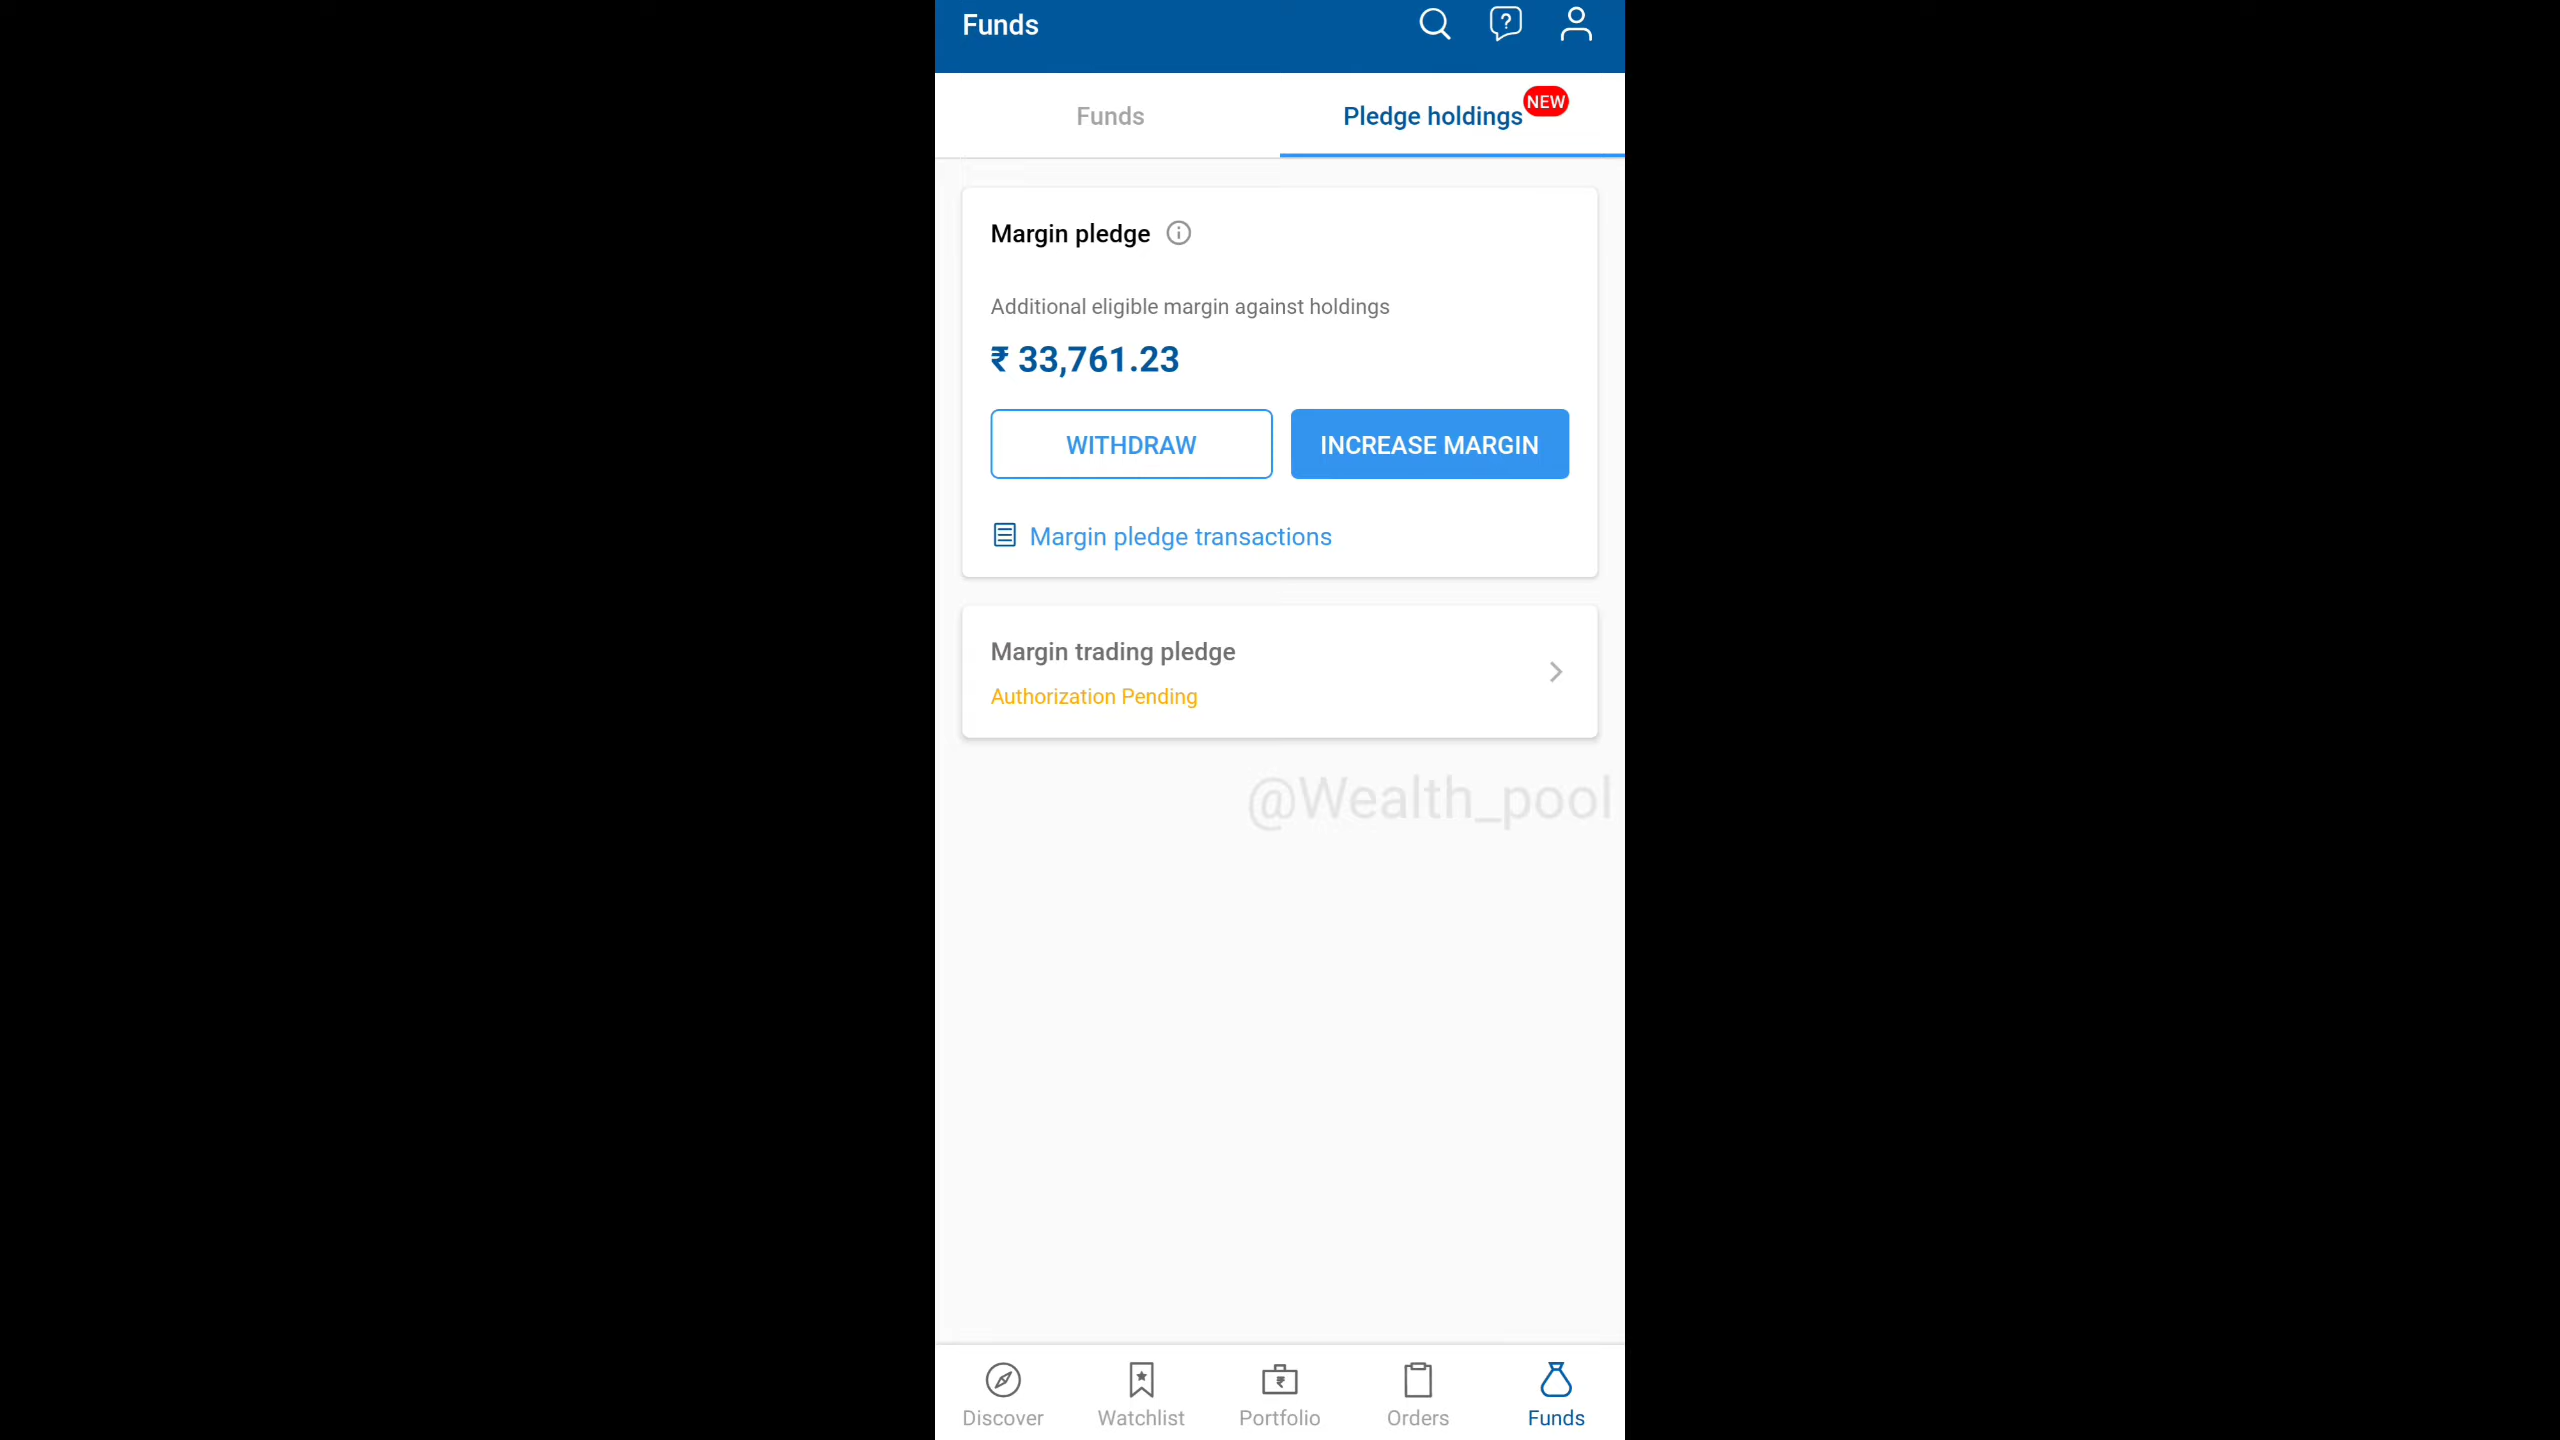 Funds
Funds
Pledge holdings NEW
Margin pledge
Additional eligible margin against holdings
₹ 33,761.23
WITHDRAW
INCREASE MARGIN
Margin pledge transactions
Margin trading pledge
Authorization Pending
@Wealth_pool
Discover
Watchlist
Portfolio
Orders
Funds